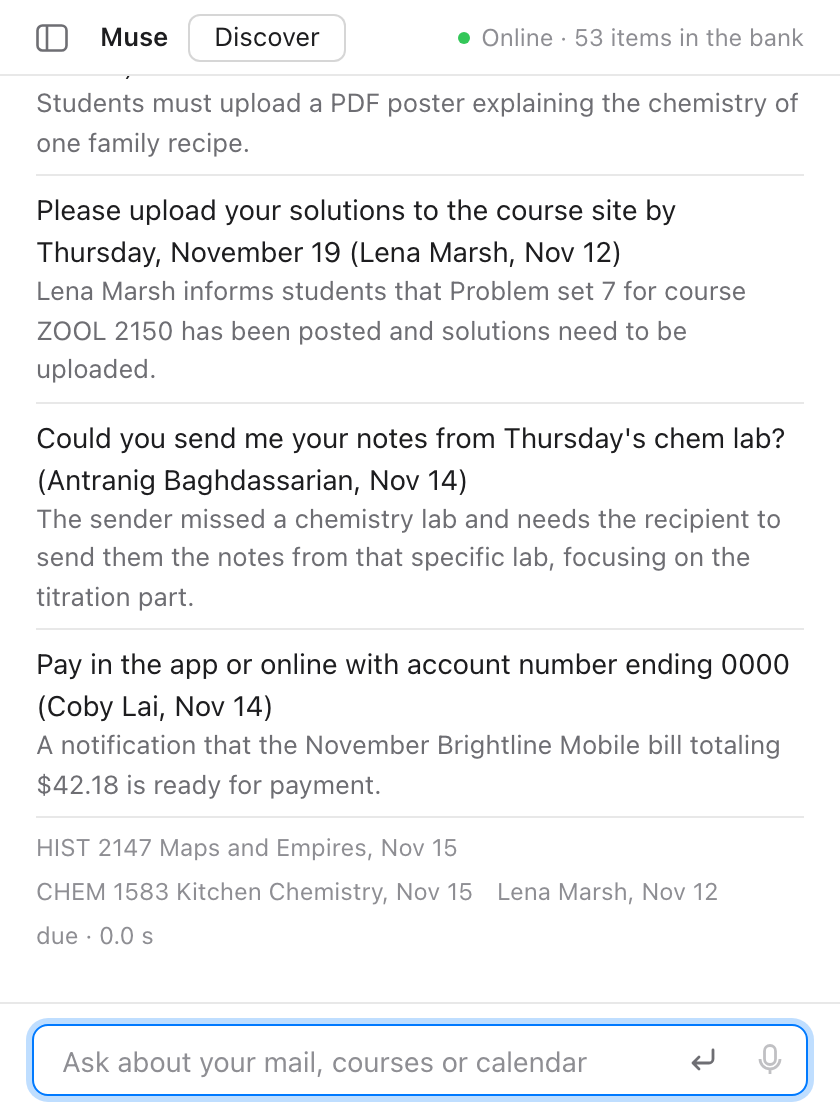 Muse Discover Online · 53 items in the bank
Students must upload a PDF poster explaining the chemistry of
one family recipe.
Please upload your solutions to the course site by
Thursday, November 19 (Lena Marsh, Nov 12)
Lena Marsh informs students that Problem set 7 for course
ZOOL 2150 has been posted and solutions need to be
uploaded.
Could you send me your notes from Thursday's chem lab?
(Antranig Baghdassarian, Nov 14)
The sender missed a chemistry lab and needs the recipient to
send them the notes from that specific lab, focusing on the
titration part.
Pay in the app or online with account number ending 0000
(Coby Lai, Nov 14)
A notification that the November Brightline Mobile bill totaling
$42.18 is ready for payment.
HIST 2147 Maps and Empires, Nov 15
CHEM 1583 Kitchen Chemistry, Nov 15 Lena Marsh, Nov 12
due · 0.0 s
Ask about your mail, courses or calendar